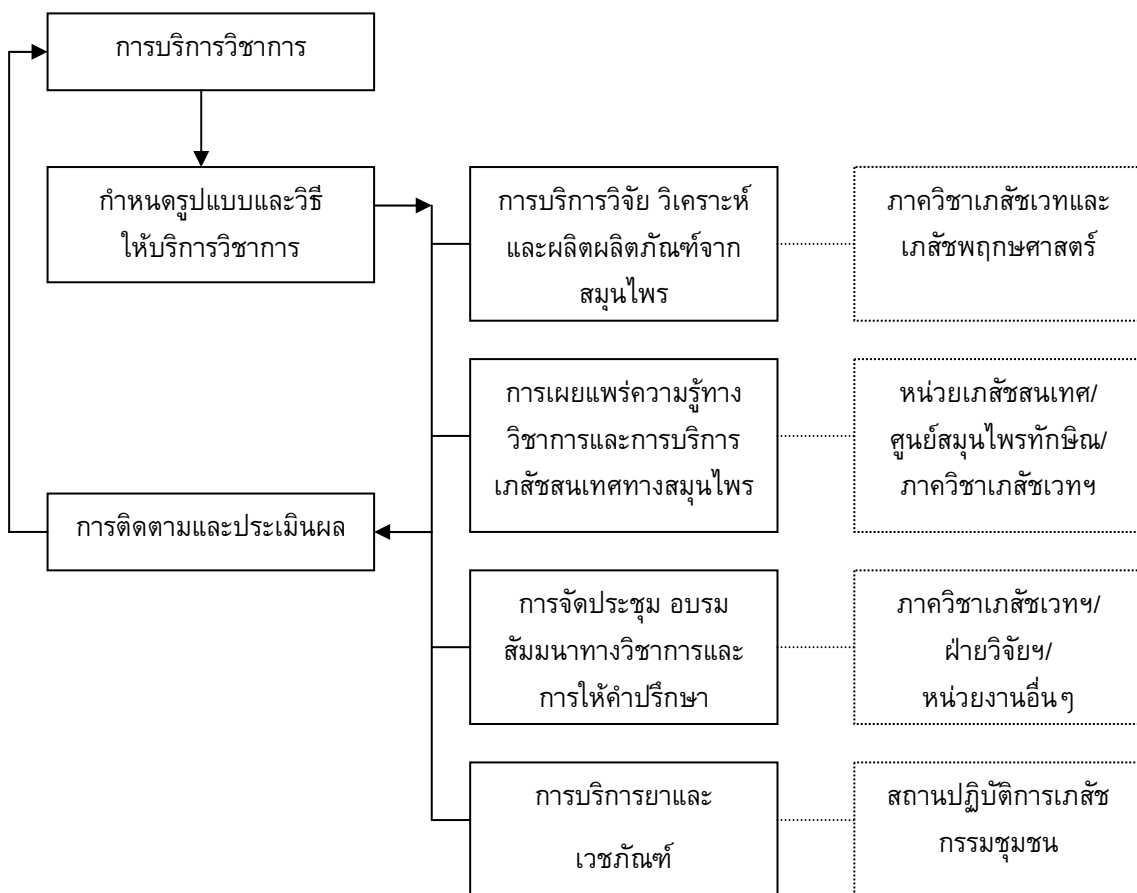 การบริการวิชาการ
กำหนดรูปแบบและวิธี
ให้บริการวิชาการ
การบริการวิจัย วิเคราะห์
และผลิตผลิตภัณฑ์จาก
สมุนไพร
ภาควิชาเภสัชเวทและ
เภสัชพฤกษศาสตร์
การเผยแพร่ความรู้ทาง
วิชาการและการบริการ
เภสัชสนเทศทางสมุนไพร
หน่วยเภสัชสนเทศ/
ศูนย์สมุนไพรทักษิณ/
ภาควิชาเภสัชเวทฯ
การติดตามและประเมินผล
การจัดประชุม อบรม
สัมมนาทางวิชาการและ
การให้คำปรึกษา
ภาควิชาเภสัชเวทฯ/
ฝ่ายวิจัยฯ/
หน่วยงานอื่นๆ
การบริการยาและ
เวชภัณฑ์
สถานปฏิบัติการเภสัช
กรรมชุมชน